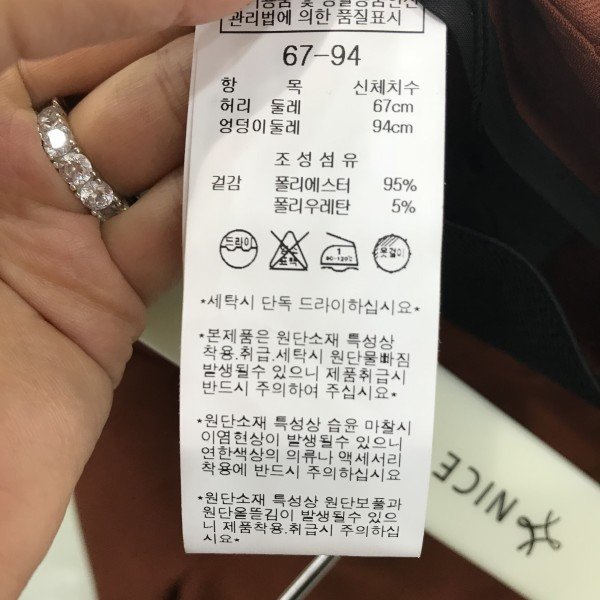 관리법에 의한 품질표시
67-94
항 목 신체치수
허리 둘레 67cm
엉덩이둘레 94cm
조성섬유
겉감 폴리에스터 95%
폴리우레탄 5%
드라이
표백
1
80-120℃
옷걸이
*세탁시 단독 드라이하십시요*
*본제품은 원단소재 특성상
착용.취급.세탁시 원단물빠짐
발생될수 있으니 제품취급시
반드시 주의하여 주십시요*
*원단소재 특성상 습윤 마찰시
이염현상이 발생될수 있으니
연한색상의 의류나 액세서리
착용에 반드시 주의하십시요
*원단소재 특성상 원단보풀과
원단올뜯김이 발생될수 있으
니 제품착용.취급시 주의하십
시요*
NICE